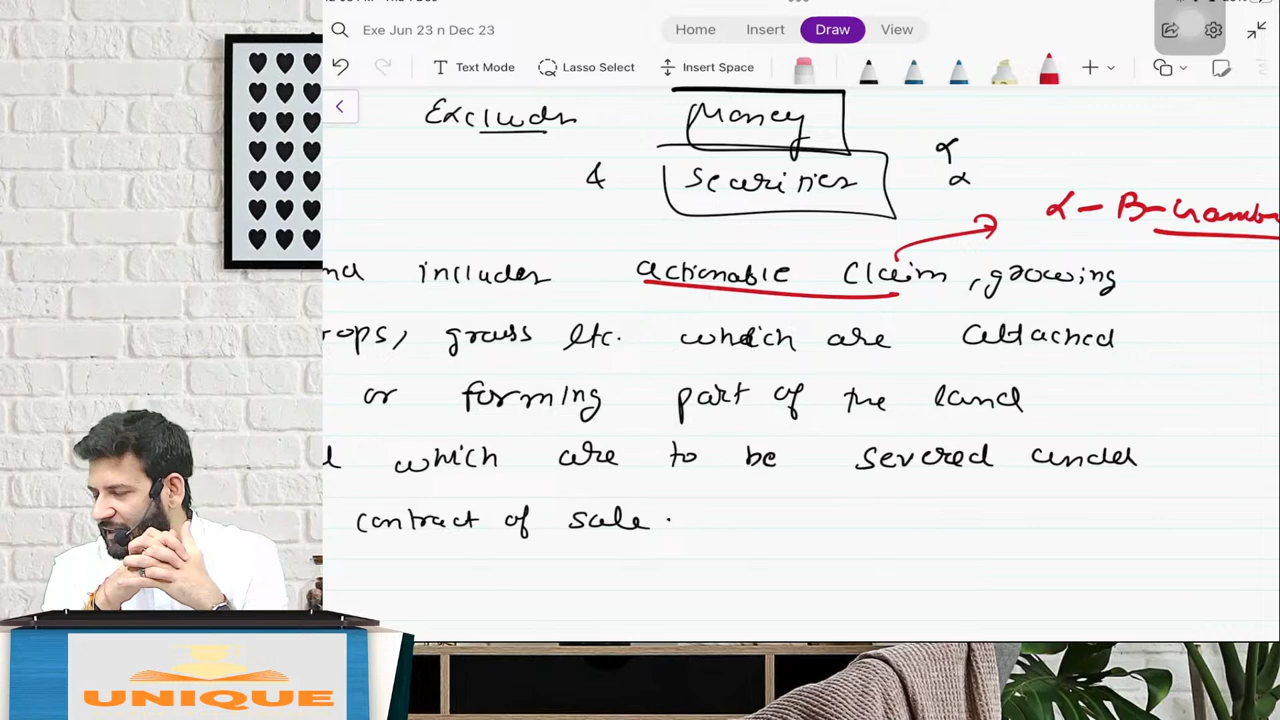 Exe Jun 23 n Dec 23
Home Insert Draw View
Text Mode Lasso Select Insert Space
Excludes Money
& Securities
α
α
α - B - Gamb
nd includes actionable Claim, growing
rops, grass etc. which are attached
or forming part of the land
d which are to be severed under
contract of sale.
UNIQUE